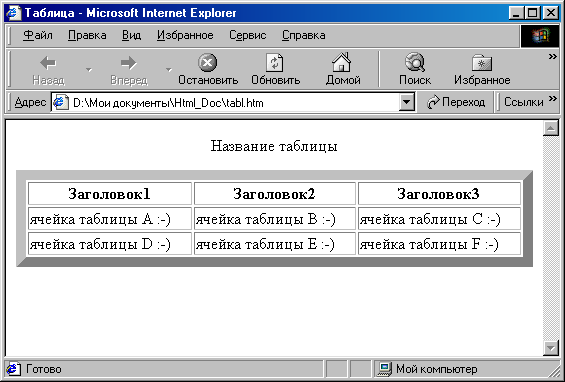 Таблица - Microsoft Internet Explorer
Файл Правка Вид Избранное Сервис Справка
Назад Вперед Остановить Обновить Домой Поиск Избранное »
Адрес D:\Мои документы\Html_Doc\tabl.htm Переход Ссылки »
Название таблицы
Заголовок1 Заголовок2 Заголовок3
ячейка таблицы A :-) ячейка таблицы B :-) ячейка таблицы C :-)
ячейка таблицы D :-) ячейка таблицы E :-) ячейка таблицы F :-)
Готово Мой компьютер